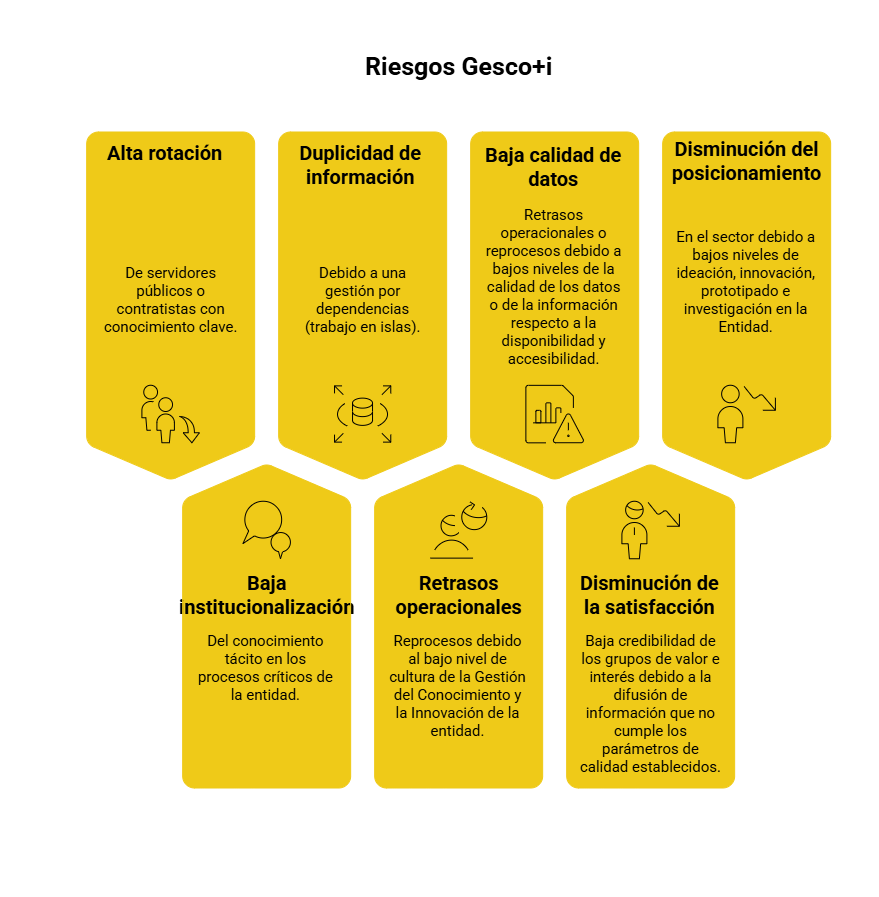 Riesgos Gesco+i
Alta rotación
De servidores
públicos o
contratistas con
conocimiento clave.
Duplicidad de
información
Debido a una
gestión por
dependencias
(trabajo en islas).
Baja calidad de
datos
Retrasos
operacionales o
reprocesos debido a
bajos niveles de la
calidad de los datos
o de la información
respecto a la
disponibilidad y
accesibilidad.
Disminución del
posicionamiento
En el sector debido a
bajos niveles de
ideación, innovación,
prototipado e
investigación en la
Entidad.
Baja
institucionalización
Del conocimiento
tácito en los
procesos críticos de
la entidad.
Retrasos
operacionales
Reprocesos debido
al bajo nivel de
cultura de la Gestión
del Conocimiento y
la Innovación de la
entidad.
Disminución de
la satisfacción
Baja credibilidad de
los grupos de valor e
interés debido a la
difusión de
información que no
cumple los
parámetros de
calidad establecidos.